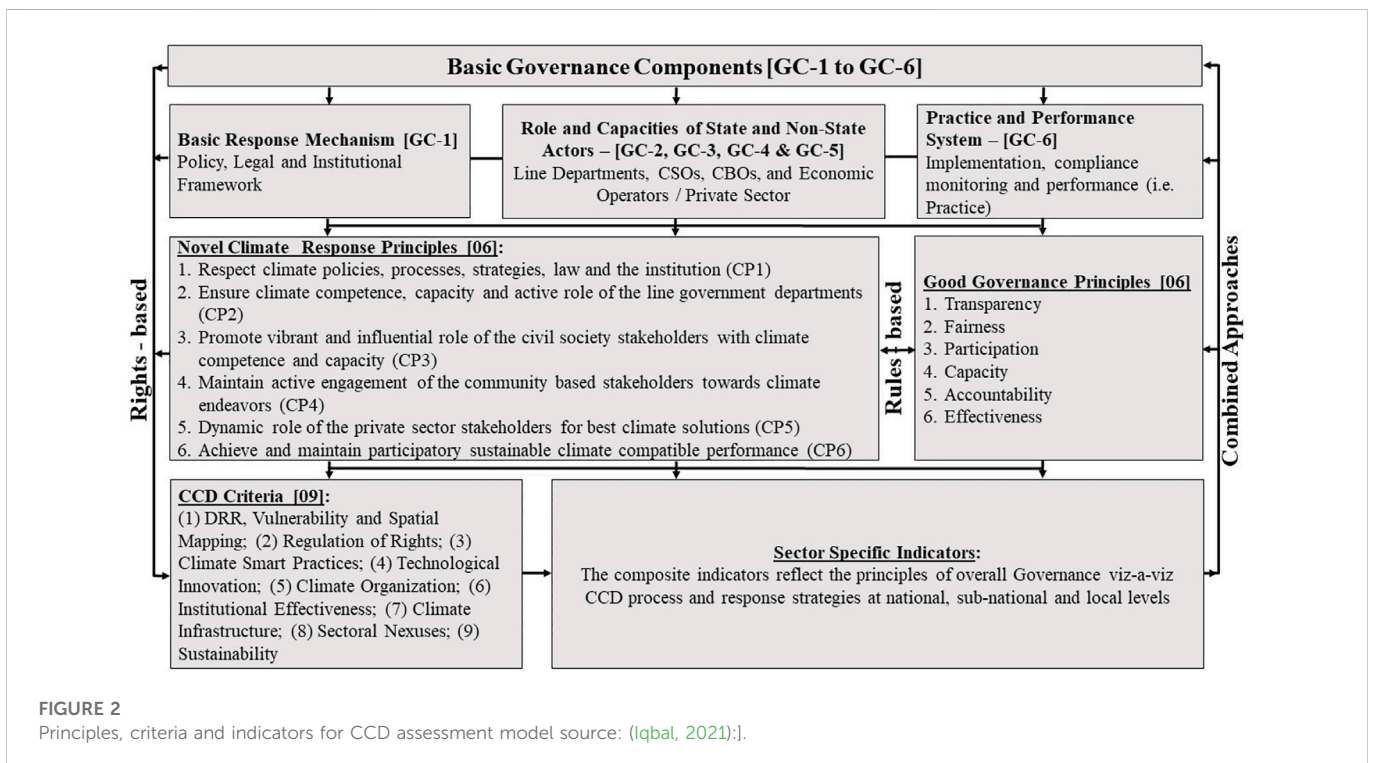 Basic Governance Components [GC-1 to GC-6]
Basic Response Mechanism [GC-1]
Policy, Legal and Institutional
Framework
Role and Capacities of State and Non-State
Actors – [GC-2, GC-3, GC-4 & GC-5]
Line Departments, CSOs, CBOs, and Economic
Operators / Private Sector
Practice and Performance
System – [GC-6]
Implementation, compliance
monitoring and performance (i.e.
Practice)
Rights - based
Novel Climate Response Principles [06]:
1. Respect climate policies, processes, strategies, law and the institution (CP1)
2. Ensure climate competence, capacity and active role of the line government departments
(CP2)
3. Promote vibrant and influential role of the civil society stakeholders with climate
competence and capacity (CP3)
4. Maintain active engagement of the community based stakeholders towards climate
endeavors (CP4)
5. Dynamic role of the private sector stakeholders for best climate solutions (CP5)
6. Achieve and maintain participatory sustainable climate compatible performance (CP6)
Rules - based
Good Governance Principles [06]
1. Transparency
2. Fairness
3. Participation
4. Capacity
5. Accountability
6. Effectiveness
Combined Approaches
CCD Criteria [09]:
(1) DRR, Vulnerability and Spatial
Mapping; (2) Regulation of Rights; (3)
Climate Smart Practices; (4) Technological
Innovation; (5) Climate Organization; (6)
Institutional Effectiveness; (7) Climate
Infrastructure; (8) Sectoral Nexuses; (9)
Sustainability
Sector Specific Indicators:
The composite indicators reflect the principles of overall Governance viz-a-viz
CCD process and response strategies at national, sub-national and local levels
FIGURE 2
Principles, criteria and indicators for CCD assessment model source: (Iqbal, 2021):].